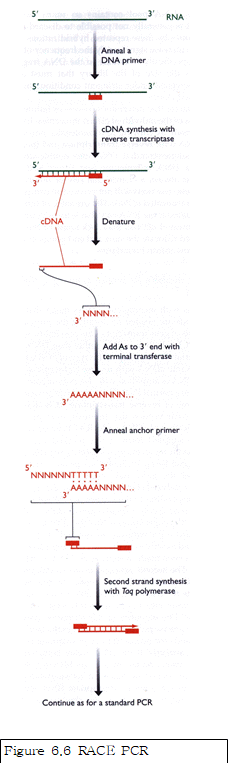 5′ 3′ RNA
Anneal a
DNA primer
cDNA synthesis with
reverse transcriptase
5′ 3′
3′ 5′
cDNA
Denature
NNNN...
3′
Add As to 3′ end with
terminal transferase
AAAAANNNN...
3′
Anneal anchor primer
5′ 3′
NNNNNNTTTTT
AAAAANNNN...
3′
Second strand synthesis
with Taq polymerase
Continue as for a standard PCR
Figure 6.6 RACE PCR